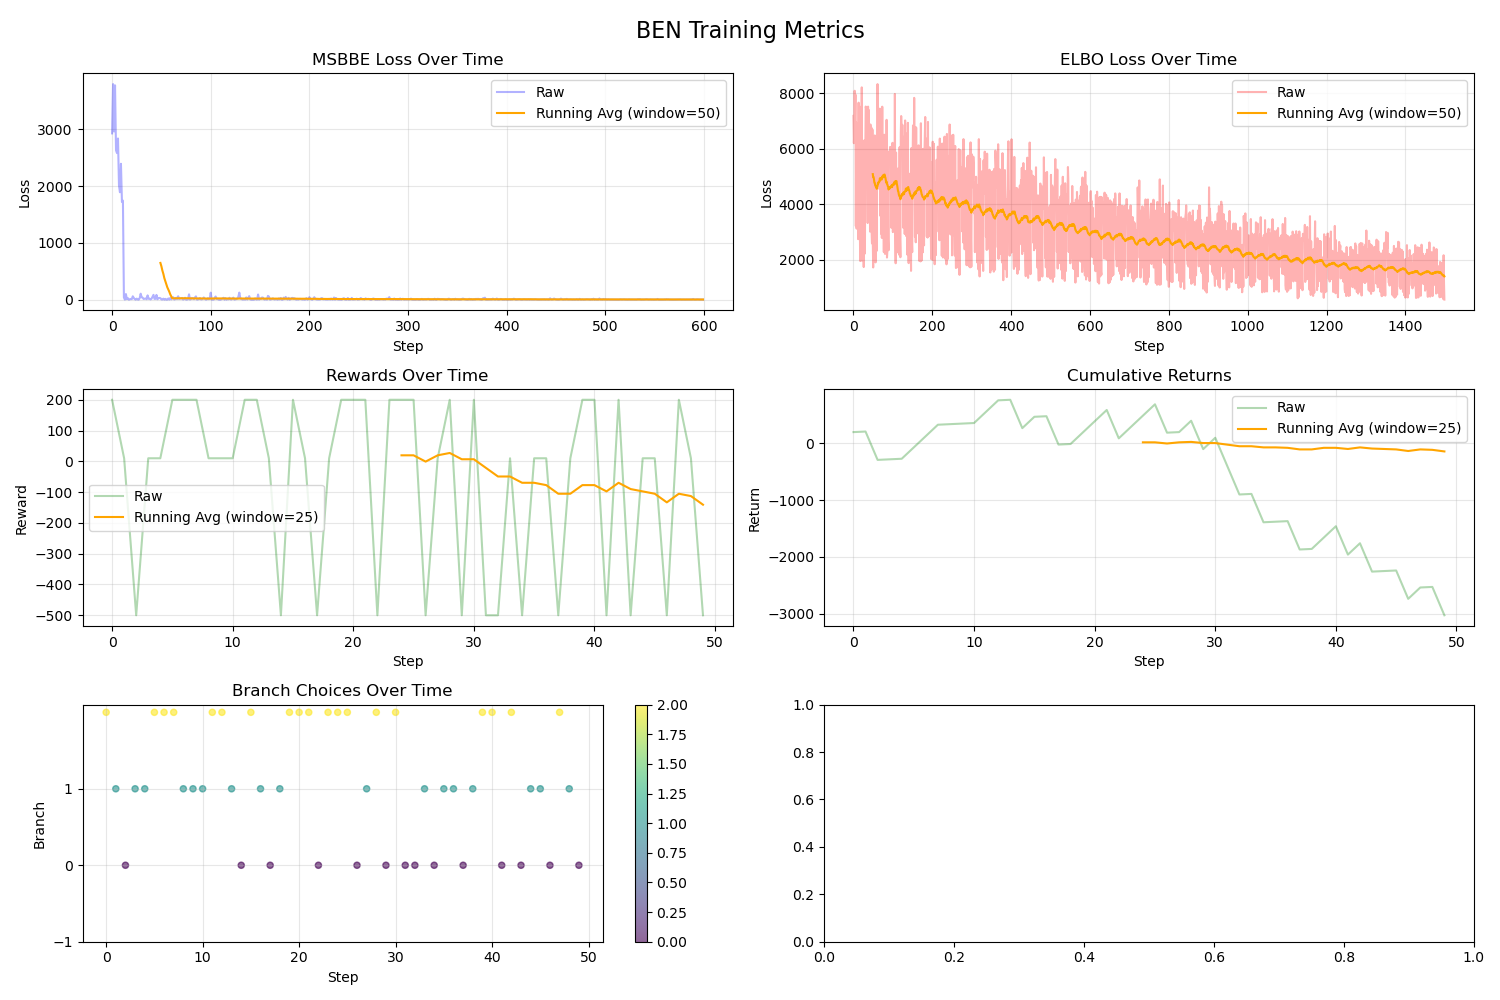 BEN Training Metrics
MSBBE Loss Over Time
Loss
3000
2000
1000
0
Raw
Running Avg (window=50)
0 100 200 300 400 500 600
Step
ELBO Loss Over Time
Loss
8000
6000
4000
2000
Raw
Running Avg (window=50)
0 200 400 600 800 1000 1200 1400
Step
Rewards Over Time
Reward
200
100
0
−100
−200
−300
−400
−500
Raw
Running Avg (window=25)
0 10 20 30 40 50
Step
Cumulative Returns
Return
0
−1000
−2000
−3000
Raw
Running Avg (window=25)
0 10 20 30 40 50
Step
Branch Choices Over Time
Branch
1
0
−1
0 10 20 30 40 50
Step
2.00
1.75
1.50
1.25
1.00
0.75
0.50
0.25
0.00
1.0
0.8
0.6
0.4
0.2
0.0
0.0 0.2 0.4 0.6 0.8 1.0